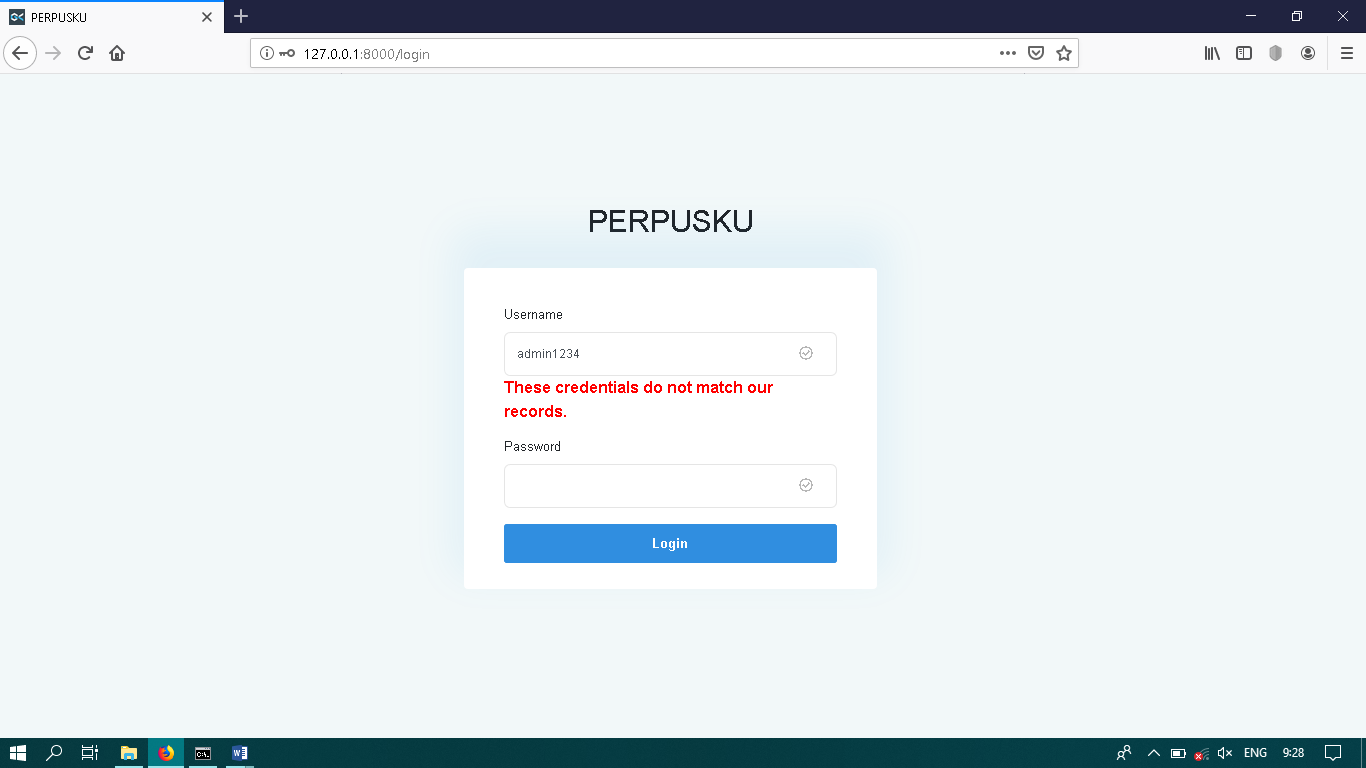 PERPUSKU
127.0.0.1:8000/login
PERPUSKU
Username
admin1234
These credentials do not match our
records.
Password
Login
ENG
9:28